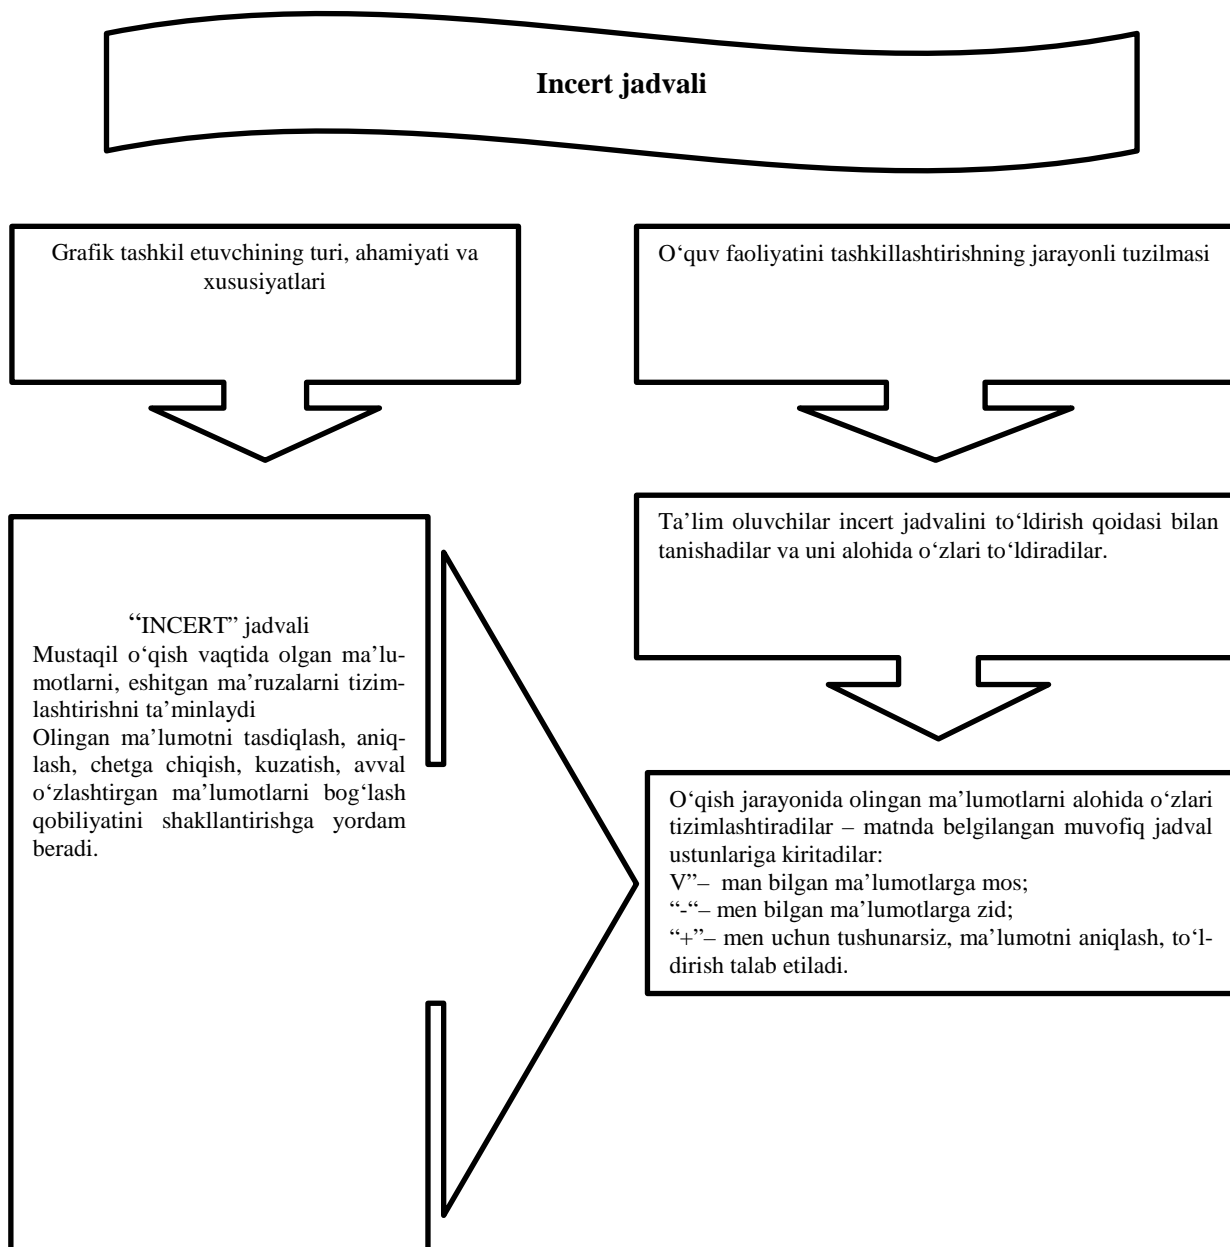 Incert jadvali
Grafik tashkil etuvchining turi, ahamiyati va
xususiyatlari
O‘quv faoliyatini tashkillashtirishning jarayonli tuzilmasi
“INCERT” jadvali
Mustaqil o‘qish vaqtida olgan ma’lu-
motlarni, eshitgan ma’ruzalarni tizim-
lashtirishni ta’minlaydi
Olingan ma’lumotni tasdiqlash, aniq-
lash, chetga chiqish, kuzatish, avval
o‘zlashtirgan ma’lumotlarni bog‘lash
qobiliyatini shakllantirishga yordam
beradi.
Ta’lim oluvchilar incert jadvalini to‘ldirish qoidasi bilan
tanishadilar va uni alohida o‘zlari to‘ldiradilar.
O‘qish jarayonida olingan ma’lumotlarni alohida o‘zlari
tizimlashtiradilar – matnda belgilangan muvofiq jadval
ustunlariga kiritadilar:
V”– man bilgan ma’lumotlarga mos;
“-“– men bilgan ma’lumotlarga zid;
“+”– men uchun tushunarsiz, ma’lumotni aniqlash, to‘l-
dirish talab etiladi.